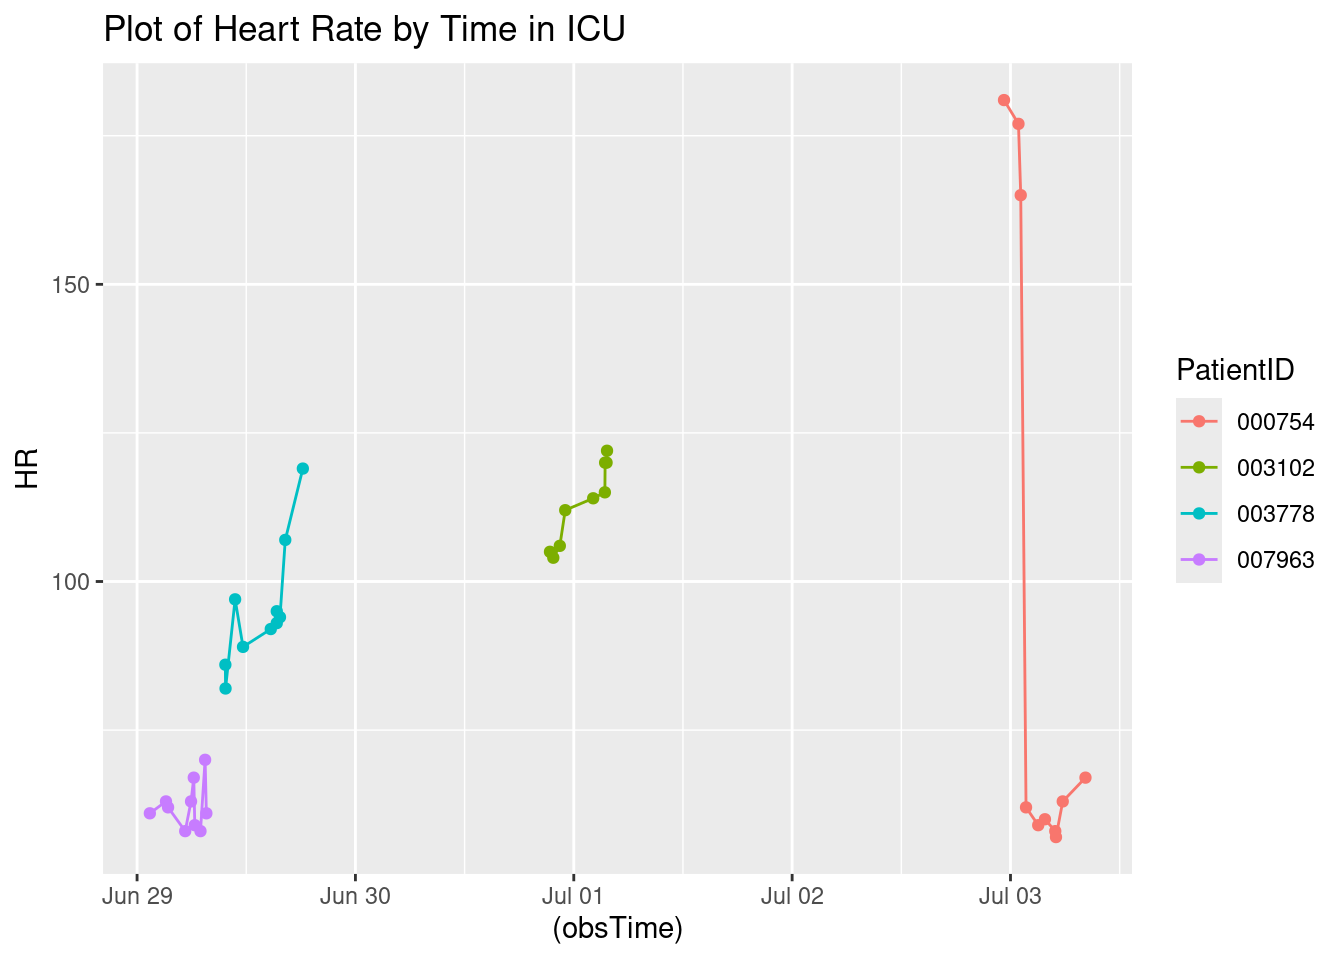 Plot of Heart Rate by Time in ICU
HR
150
100
Jun 29
Jun 30
Jul 01
Jul 02
Jul 03
(obsTime)
PatientID
000754
003102
003778
007963